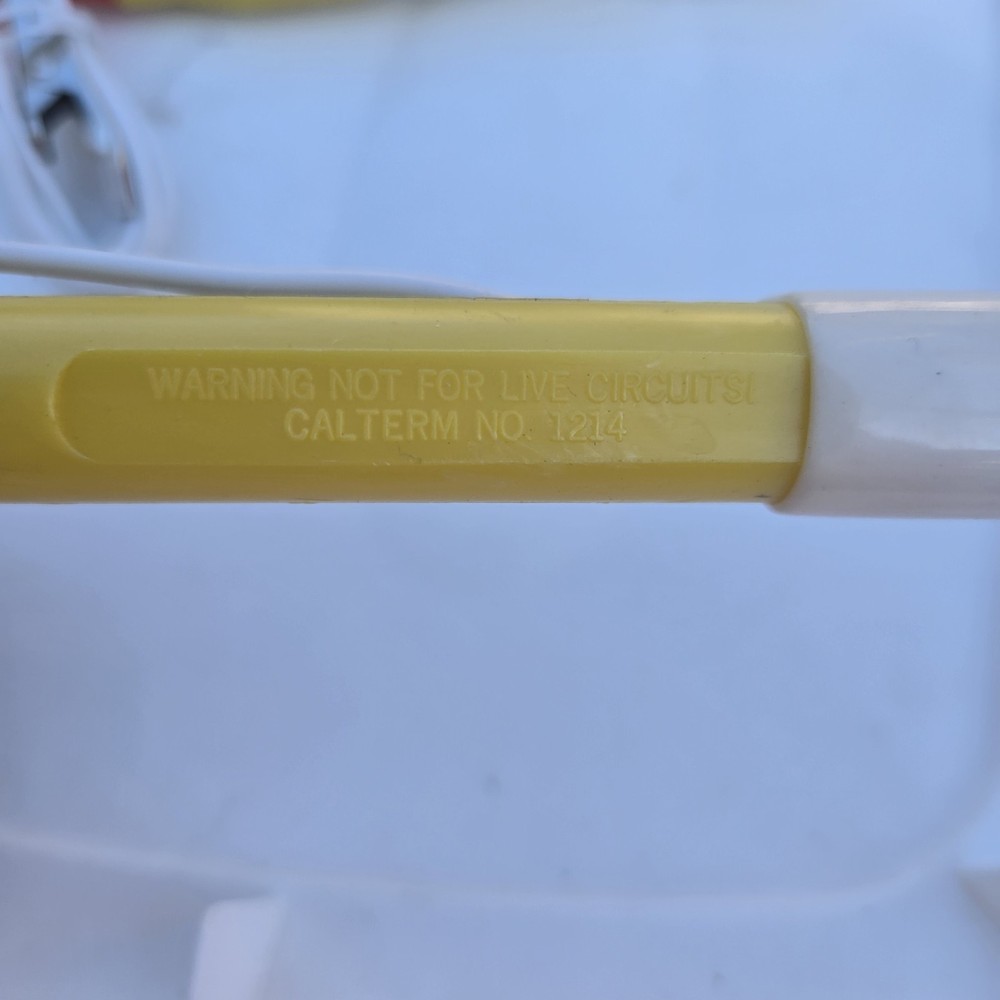 WARNING NOT FOR LIVE CIRCUITS!
CALTERM NO. 1214